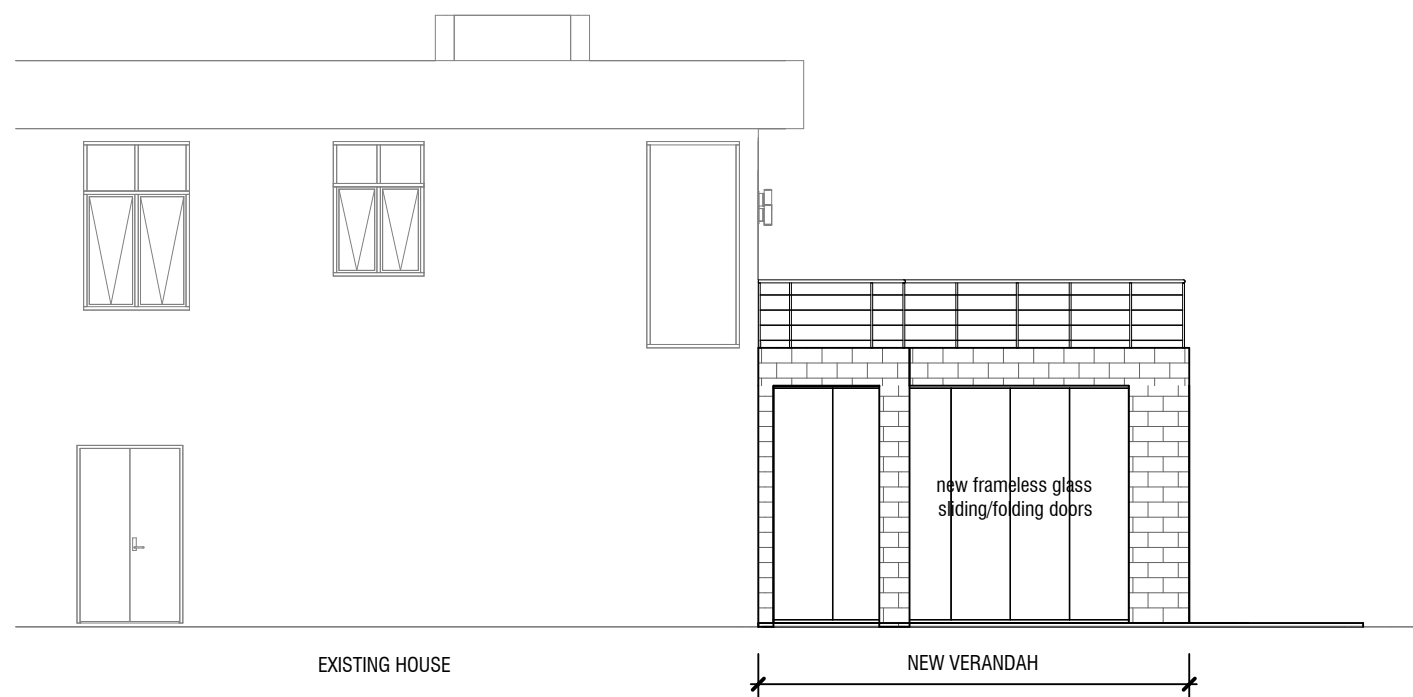 new frameless glass
sliding/folding doors
EXISTING HOUSE
NEW VERANDAH